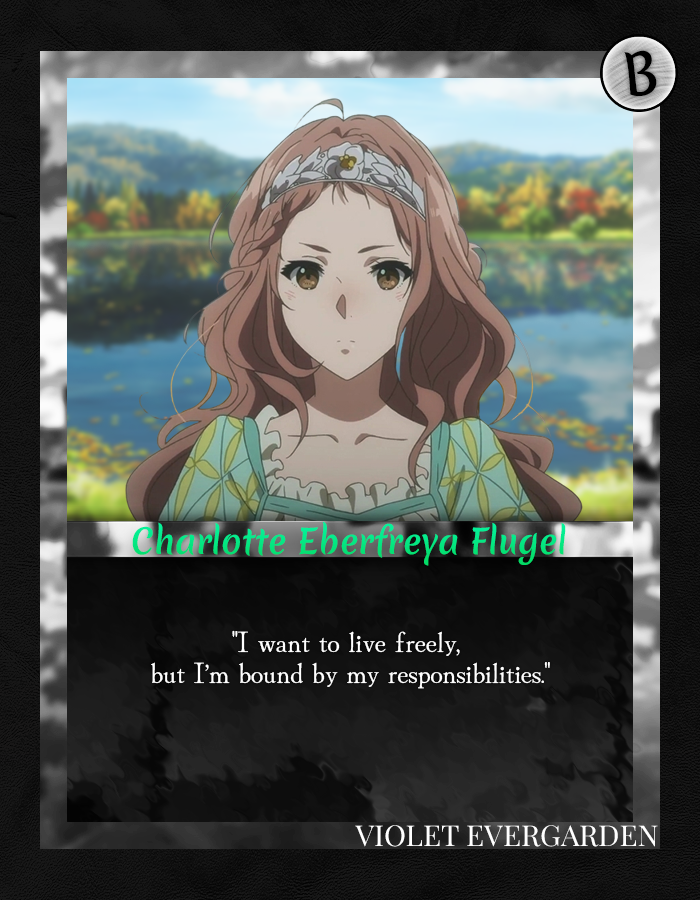 B
Charlotte Eberfreya Flugel
"I want to live freely,
but I'm bound by my responsibilities."
VIOLET EVERGARDEN